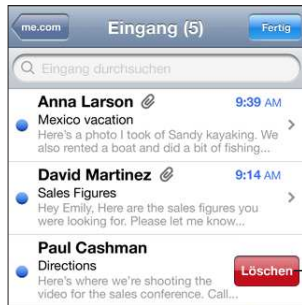 me.com Eingang (5) Fertig
Eingang durchsuchen
Anna Larson 9:39 AM
Mexico vacation
Here's a photo I took of Sandy kayaking. We
also rented a boat and did a bit of fishing...
David Martinez 9:14 AM
Sales Figures
Hey Emily, Here are the sales figures you
were looking for. Please let me know...
Paul Cashman
Directions Löschen
Here's where we're shooting the
video for the sales conference. Call...